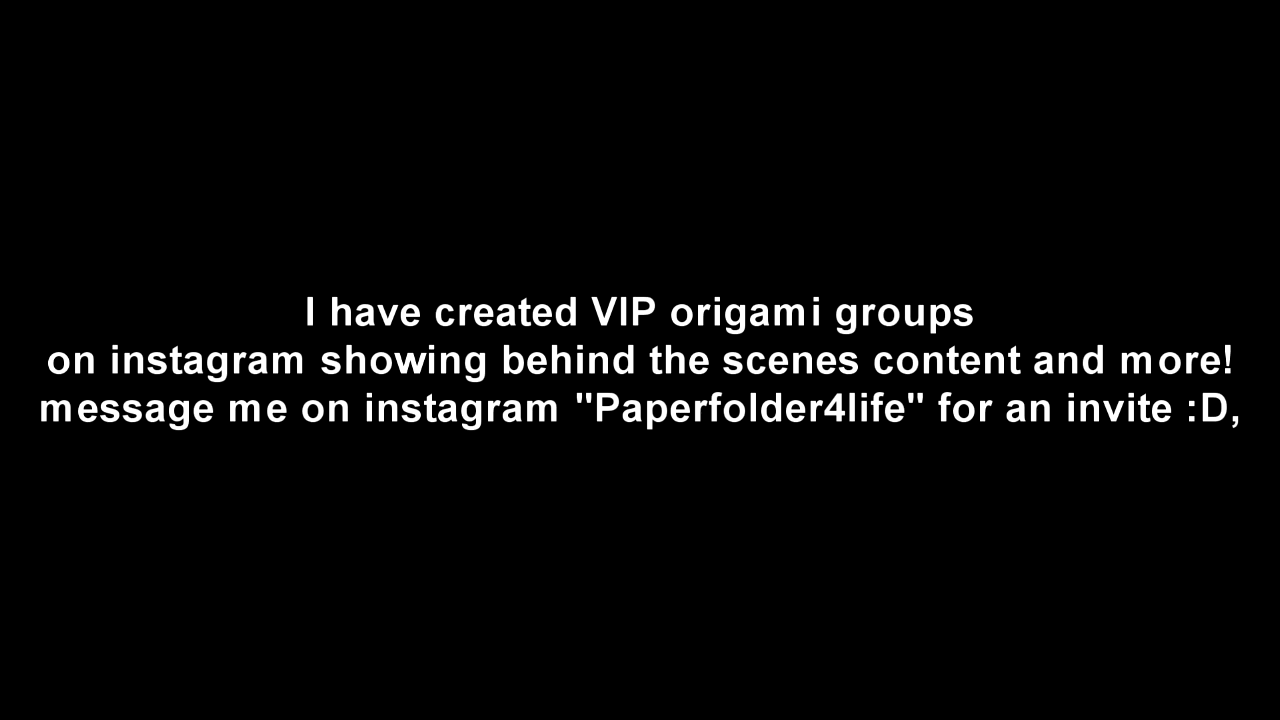 I have created VIP origami groups
on instagram showing behind the scenes content and more!
message me on instagram "Paperfolder4life" for an invite :D,